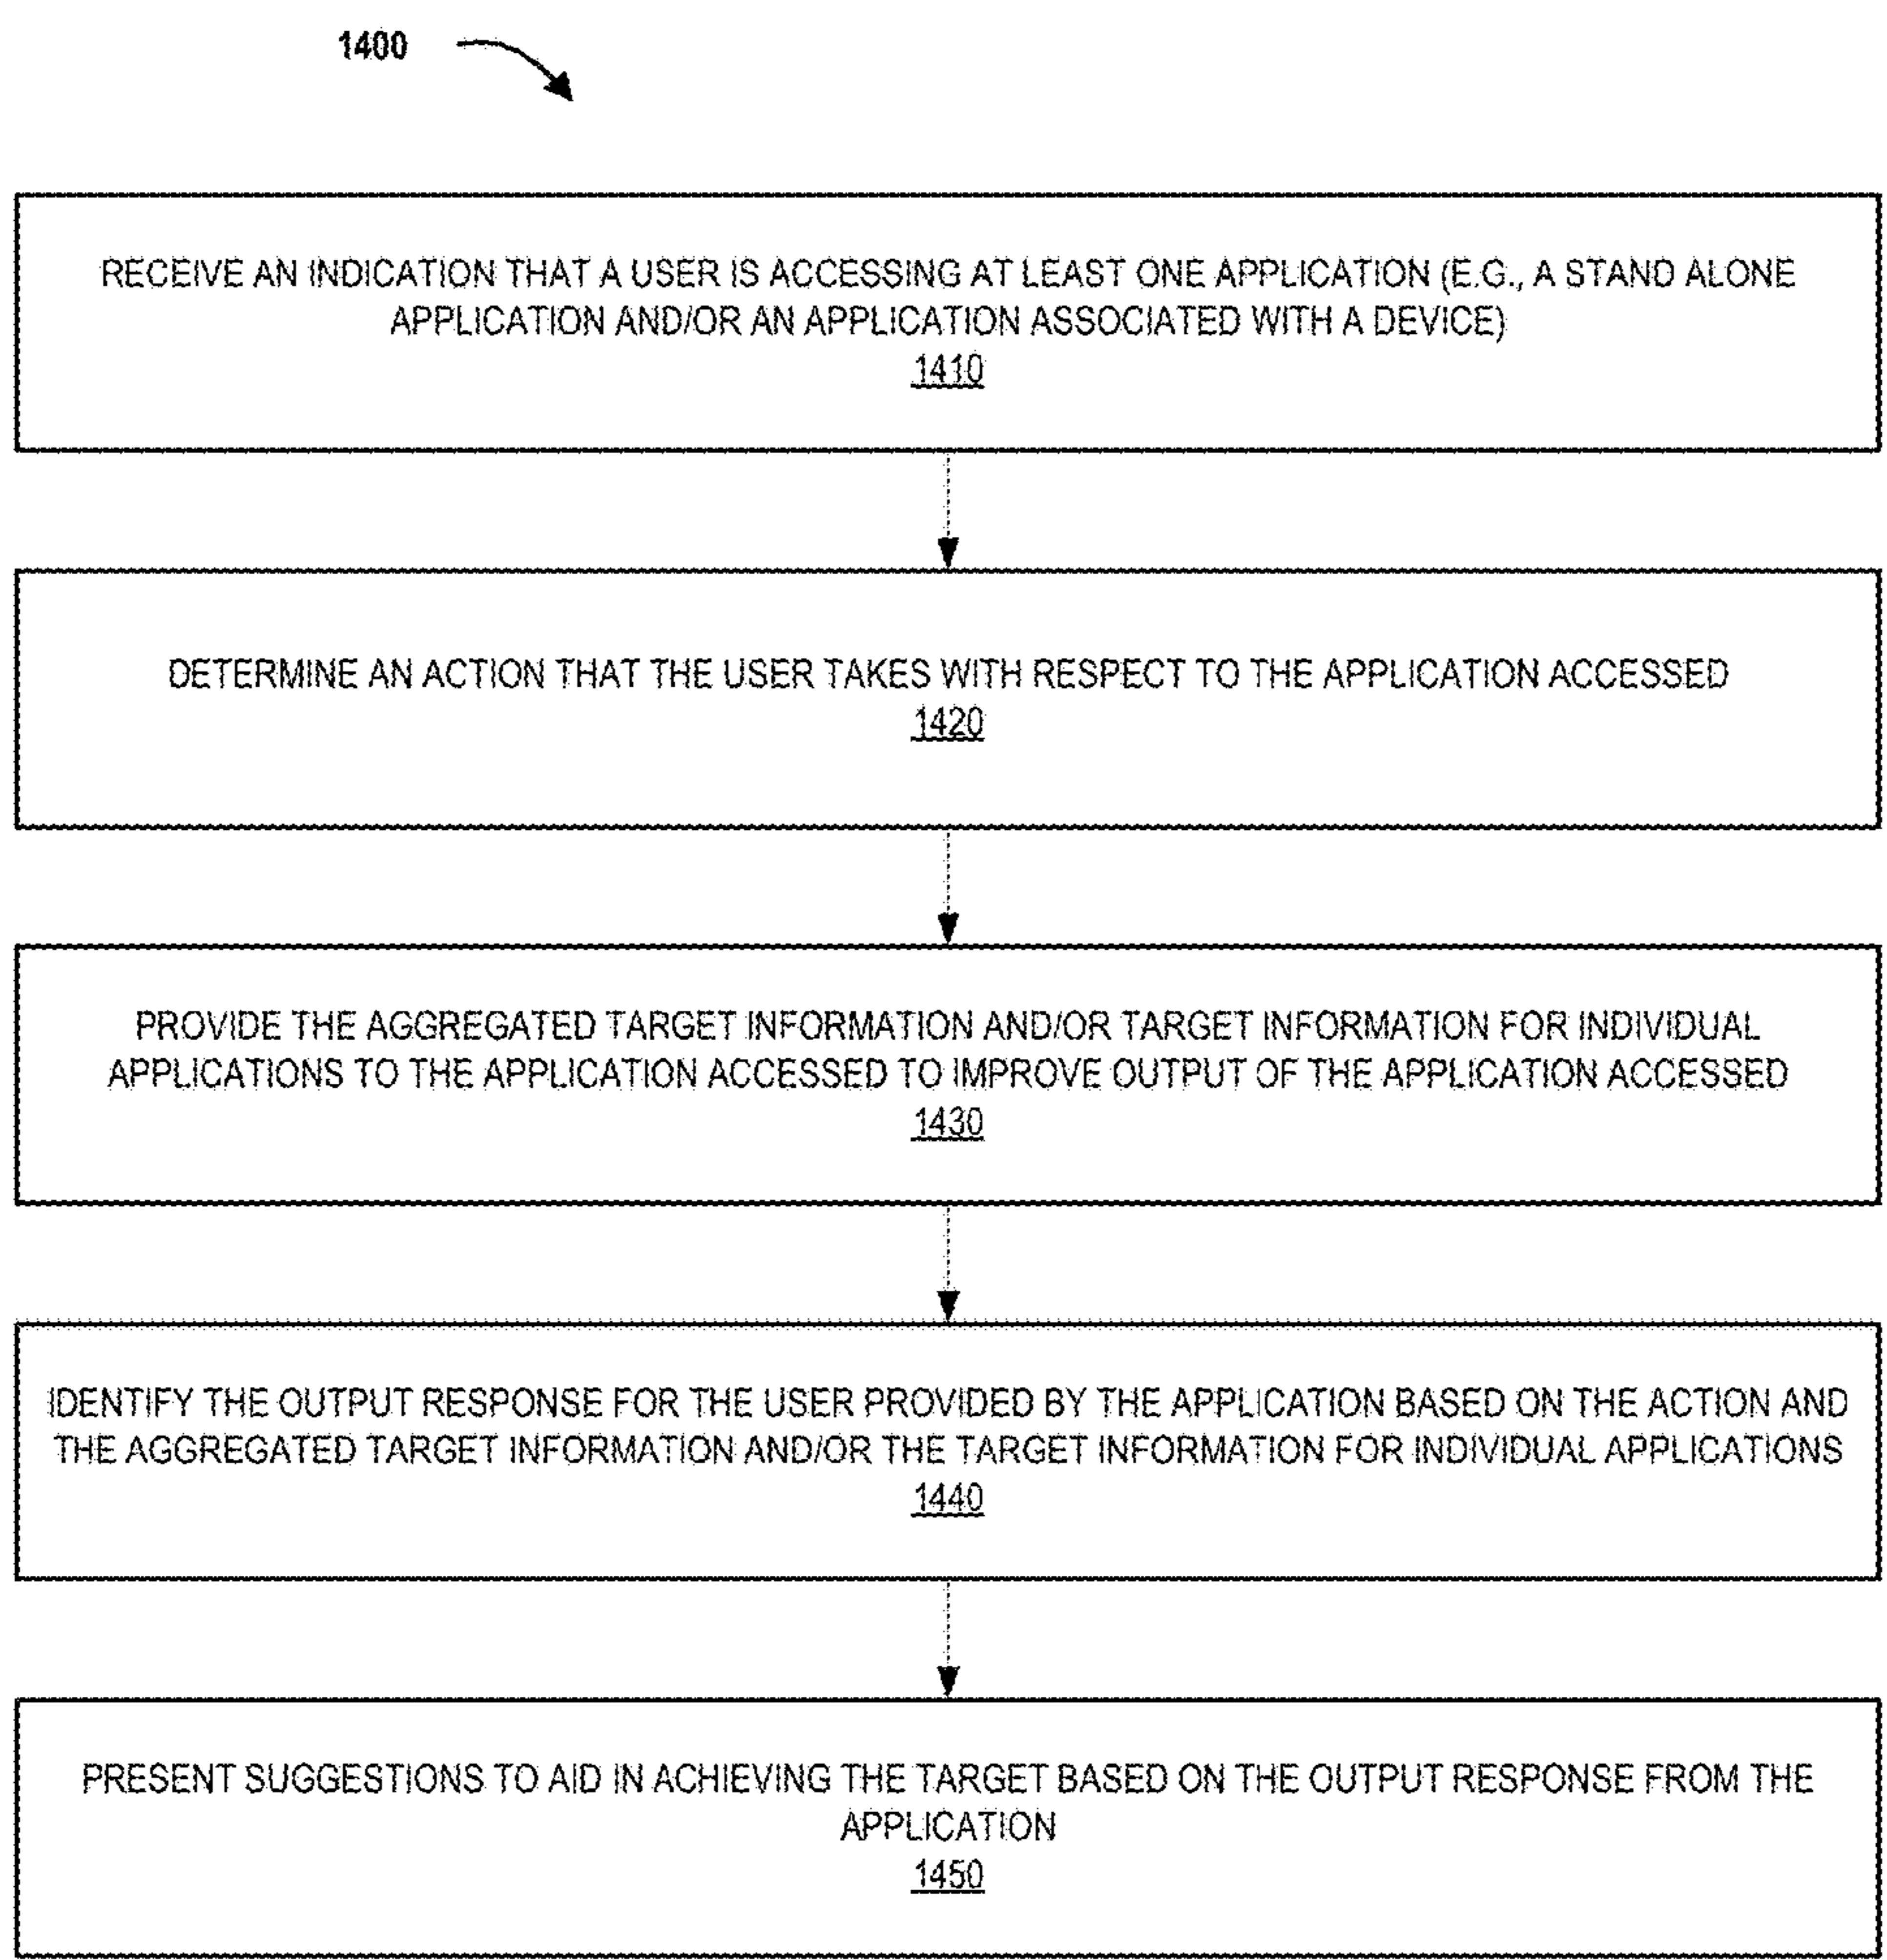 1400
RECEIVE AN INDICATION THAT A USER IS ACCESSING AT LEAST ONE APPLICATION (E.G., A STAND ALONE
APPLICATION AND/OR AN APPLICATION ASSOCIATED WITH A DEVICE)
1410
DETERMINE AN ACTION THAT THE USER TAKES WITH RESPECT TO THE APPLICATION ACCESSED
1420
PROVIDE THE AGGREGATED TARGET INFORMATION AND/OR TARGET INFORMATION FOR INDIVIDUAL
APPLICATIONS TO THE APPLICATION ACCESSED TO IMPROVE OUTPUT OF THE APPLICATION ACCESSED
1430
IDENTIFY THE OUTPUT RESPONSE FOR THE USER PROVIDED BY THE APPLICATION BASED ON THE ACTION AND
THE AGGREGATED TARGET INFORMATION AND/OR THE TARGET INFORMATION FOR INDIVIDUAL APPLICATIONS
1440
PRESENT SUGGESTIONS TO AID IN ACHIEVING THE TARGET BASED ON THE OUTPUT RESPONSE FROM THE
APPLICATION
1450